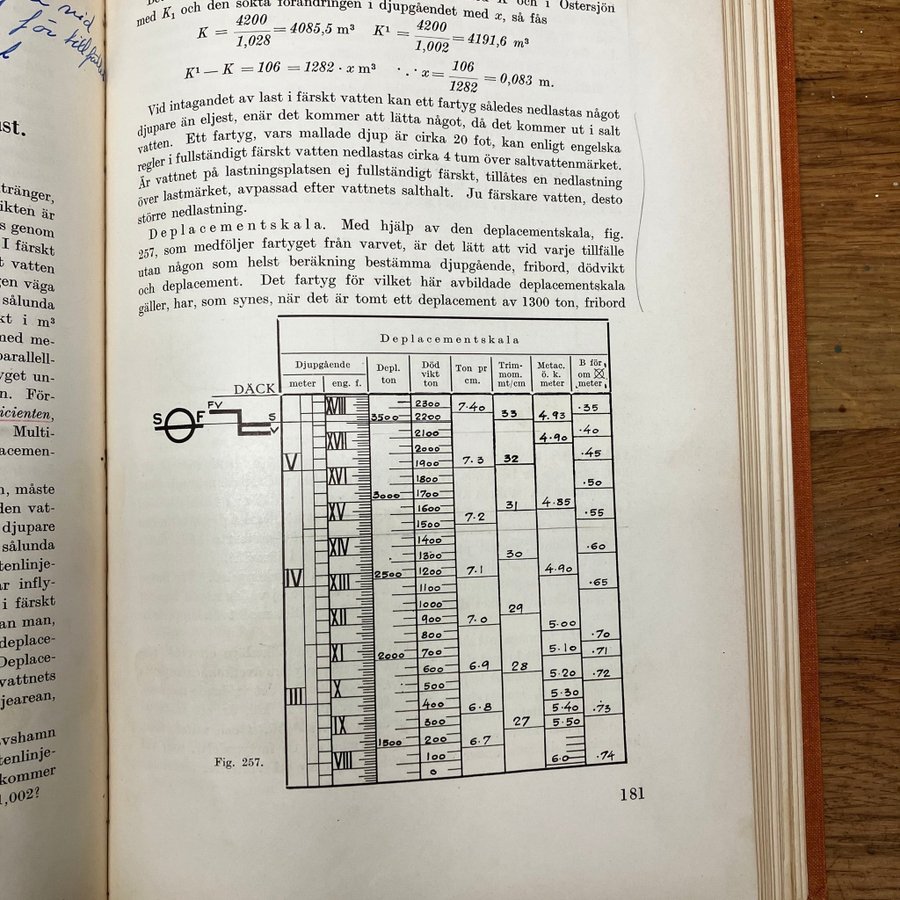 för
st.
tränger,
ikten är
s genom
I färskt
t vatten
gen väga
sålunda
kt i m³
med me-
parallell-
yget un-
n. För-
icienten,
Multi-
lacemen-
n, måste
den vat-
djupare
sålunda
tenlinje-
ar infly-
i färskt
an man,
deplace-
Deplace-
vattnets
jearean,
vshamn
tenlinje-
kommer
1,002?
med K₁ och den sökta förändringen i djupgåendet med x, så fås
K = 4200/1,028 = 4085,5 m³ K¹ = 4200/1,002 = 4191,6 m³
K¹ — K = 106 = 1282 · x m³ ∴ x = 106/1282 = 0,083 m.
Vid intagandet av last i färskt vatten kan ett fartyg således nedlastas något
djupare än eljest, enär det kommer att lätta något, då det kommer ut i salt
vatten. Ett fartyg, vars mallade djup är cirka 20 fot, kan enligt engelska
regler i fullständigt färskt vatten nedlastas cirka 4 tum över saltvattenmärket.
Är vattnet på lastningsplatsen ej fullständigt färskt, tillåtes en nedlastning
över lastmärket, avpassad efter vattnets salthalt. Ju färskare vatten, desto
större nedlastning.
Deplacementskala. Med hjälp av den deplacementskala, fig.
257, som medföljer fartyget från varvet, är det lätt att vid varje tillfälle
utan någon som helst beräkning bestämma djupgående, fribord, dödvikt
och deplacement. Det fartyg för vilket här avbildade deplacementskala
gäller, har, som synes, när det är tomt ett deplacement av 1300 ton, fribord
Deplacementskala
Djupgående
meter
eng. f.
Depl.
ton
Död
vikt
ton
Ton pr
cm.
Trim-
mom.
mt/cm
Metac.
ö. k.
meter
B för
om
meter
DÄCK
S F
FV
S
V
V
IV
III
XVIII
XVII
XVI
XV
XIV
XIII
XII
XI
X
IX
VIII
3500
3000
2500
2000
1500
2300
2200
2100
2000
1900
1800
1700
1600
1500
1400
1300
1200
1100
1000
900
800
700
600
500
400
300
200
100
0
7.40
7.3
7.2
7.1
7.0
6.9
6.8
6.7
33
32
31
30
29
28
27
4.93
4.90
4.85
4.90
5.00
5.10
5.20
5.30
5.40
5.50
6.0
.35
.40
.45
.50
.55
.60
.65
.70
.71
.72
.73
.74
Fig. 257.
181